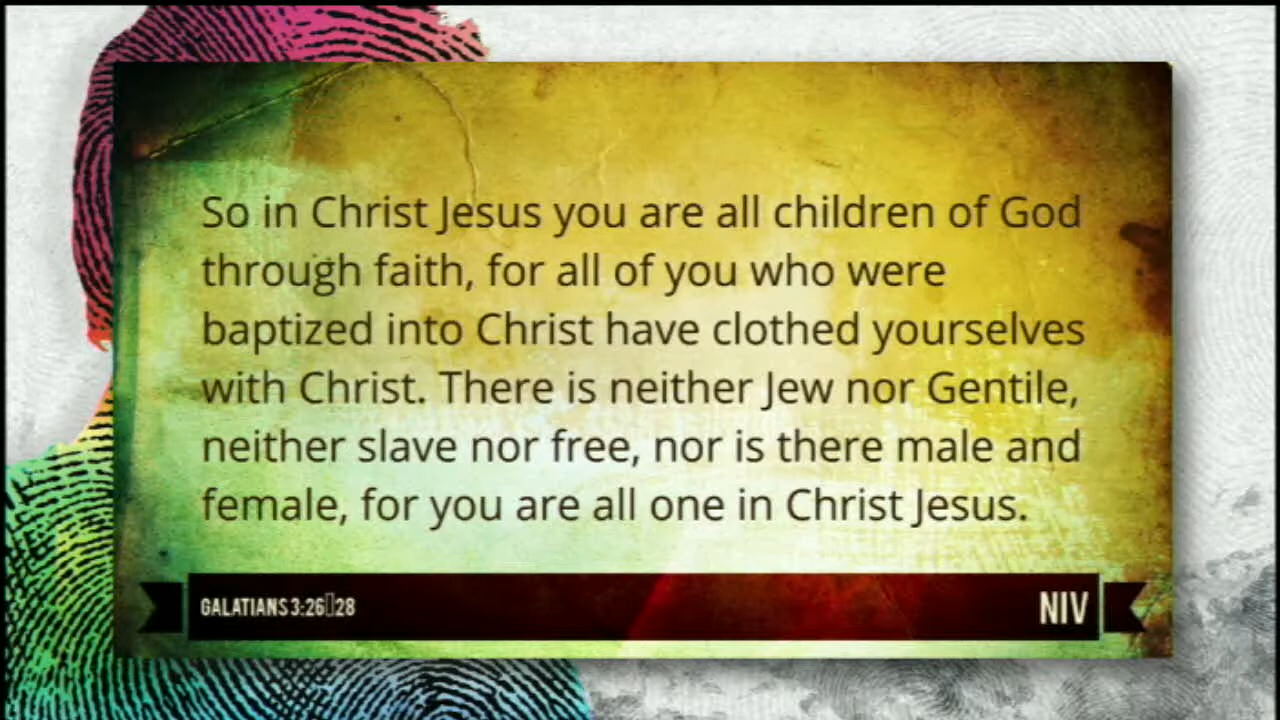 So in Christ Jesus you are all children of God
through faith, for all of you who were
baptized into Christ have clothed yourselves
with Christ. There is neither Jew nor Gentile,
neither slave nor free, nor is there male and
female, for you are all one in Christ Jesus.
GALATIANS 3:26▯28
NIV